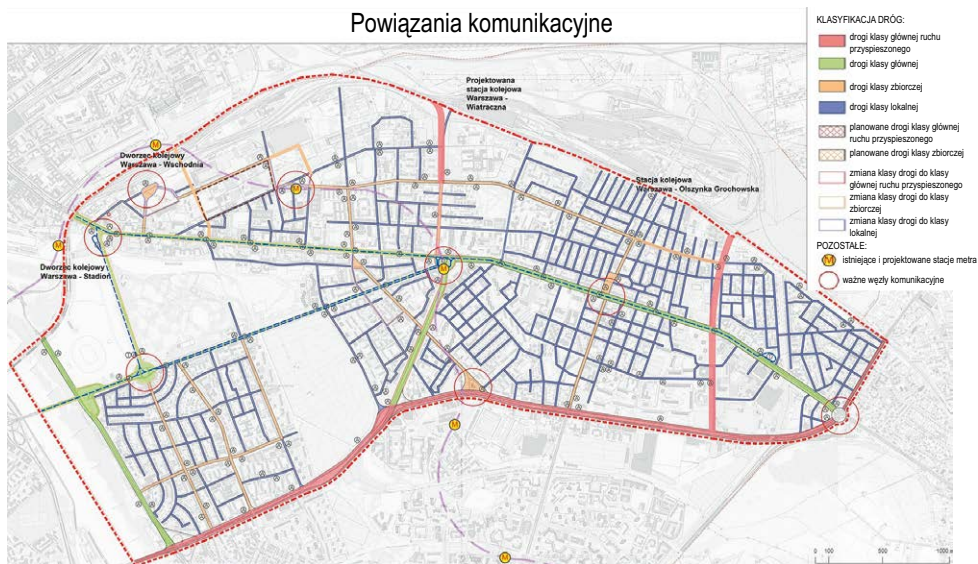 Powiązania komunikacyjne
KLASYFIKACJA DRÓG:
drogi klasy głównej ruchu
przyspieszonego
drogi klasy głównej
drogi klasy zbiorczej
drogi klasy lokalnej
planowane drogi klasy głównej
ruchu przyspieszonego
planowane drogi klasy zbiorczej
zmiana klasy drogi do klasy
głównej ruchu przyspieszonego
zmiana klasy drogi do klasy
zbiorczej
zmiana klasy drogi do klasy
lokalnej
POZOSTAŁE:
M istniejące i projektowane stacje metra
ważne węzły komunikacyjne
Projektowana
stacja kolejowa
Warszawa -
Wiatraczna
Dworzec kolejowy
Warszawa - Wschodnia
Stacja kolejowa
Warszawa - Olszynka Grochowska
Dworzec kolejowy
Warszawa - Stadion
M
M
M
M
M
M
0 100 500 1000 m